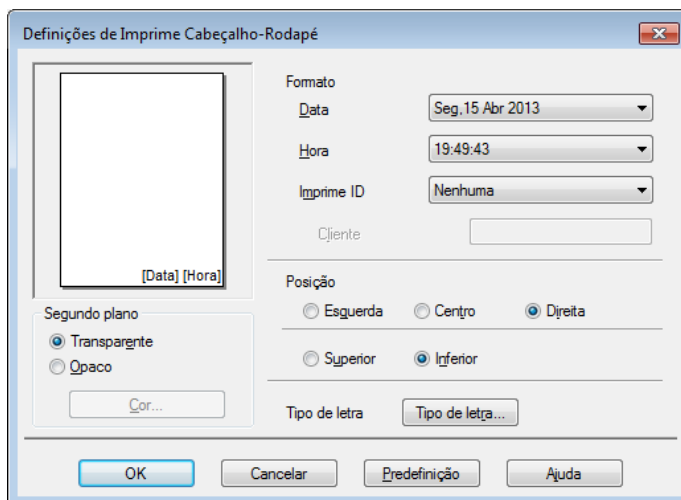 Definições de Imprime Cabeçalho-Rodapé
[Data] [Hora]
Segundo plano
Transparente
Opaco
Cor...
Formato
Data
Seg,15 Abr 2013
Hora
19:49:43
Imprime ID
Nenhuma
Cliente
Posição
Esquerda Centro Direita
Superior Inferior
Tipo de letra Tipo de letra...
OK Cancelar Predefinição Ajuda